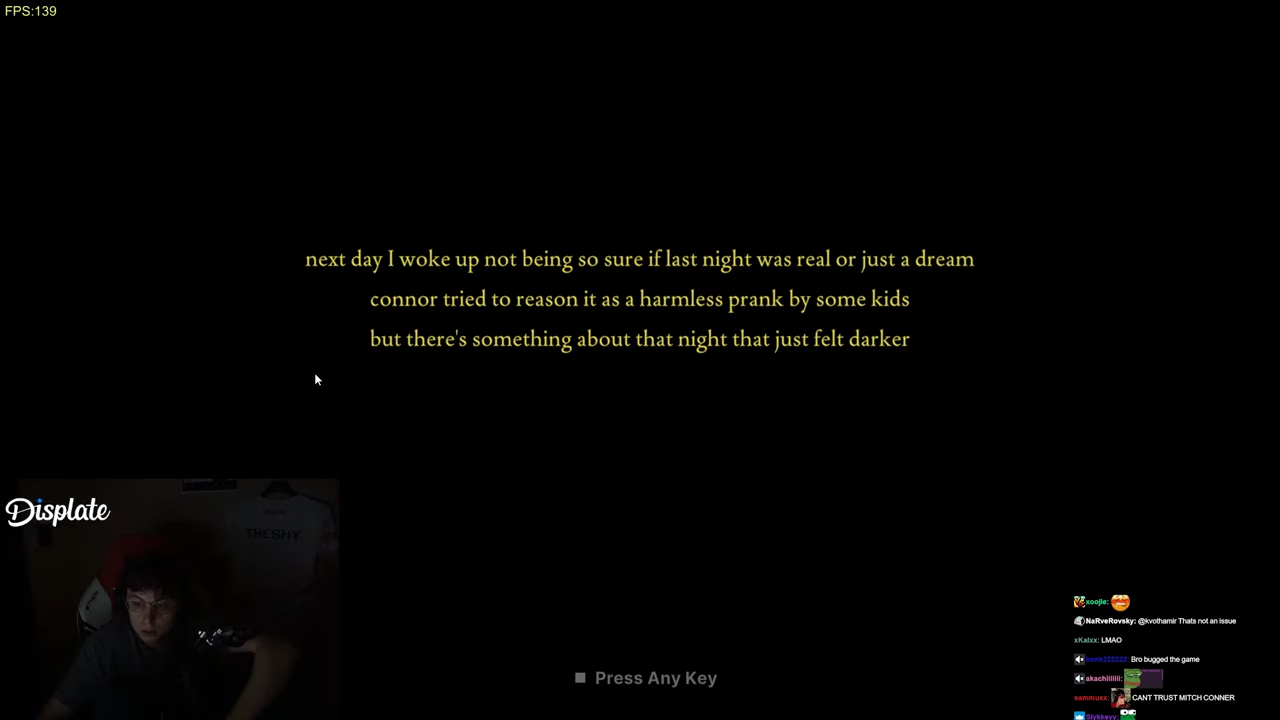 FPS:139
next day I woke up not being so sure if last night was real or just a dream
connor tried to reason it as a harmless prank by some kids
but there's something about that night that just felt darker
Displate
THESHY
xoojie:
NaRveRovsky: @kvothamir Thats not an issue
xKalxx: LMAO
bonk222222: Bro bugged the game
sammuxx: CANT TRUST MITCH CONNER
Slykkeyy:
Press Any Key